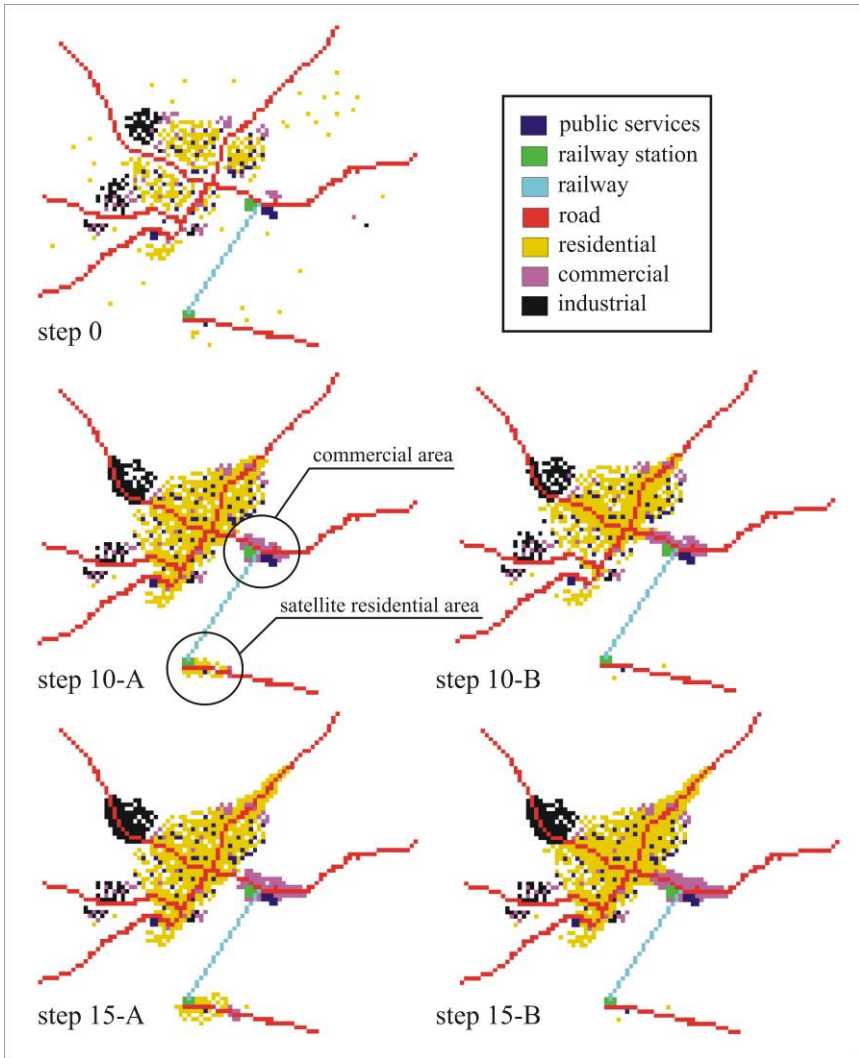 public services
railway station
railway
road
residential
commercial
industrial
step 0
commercial area
satellite residential area
step 10-A
step 10-B
step 15-A
step 15-B